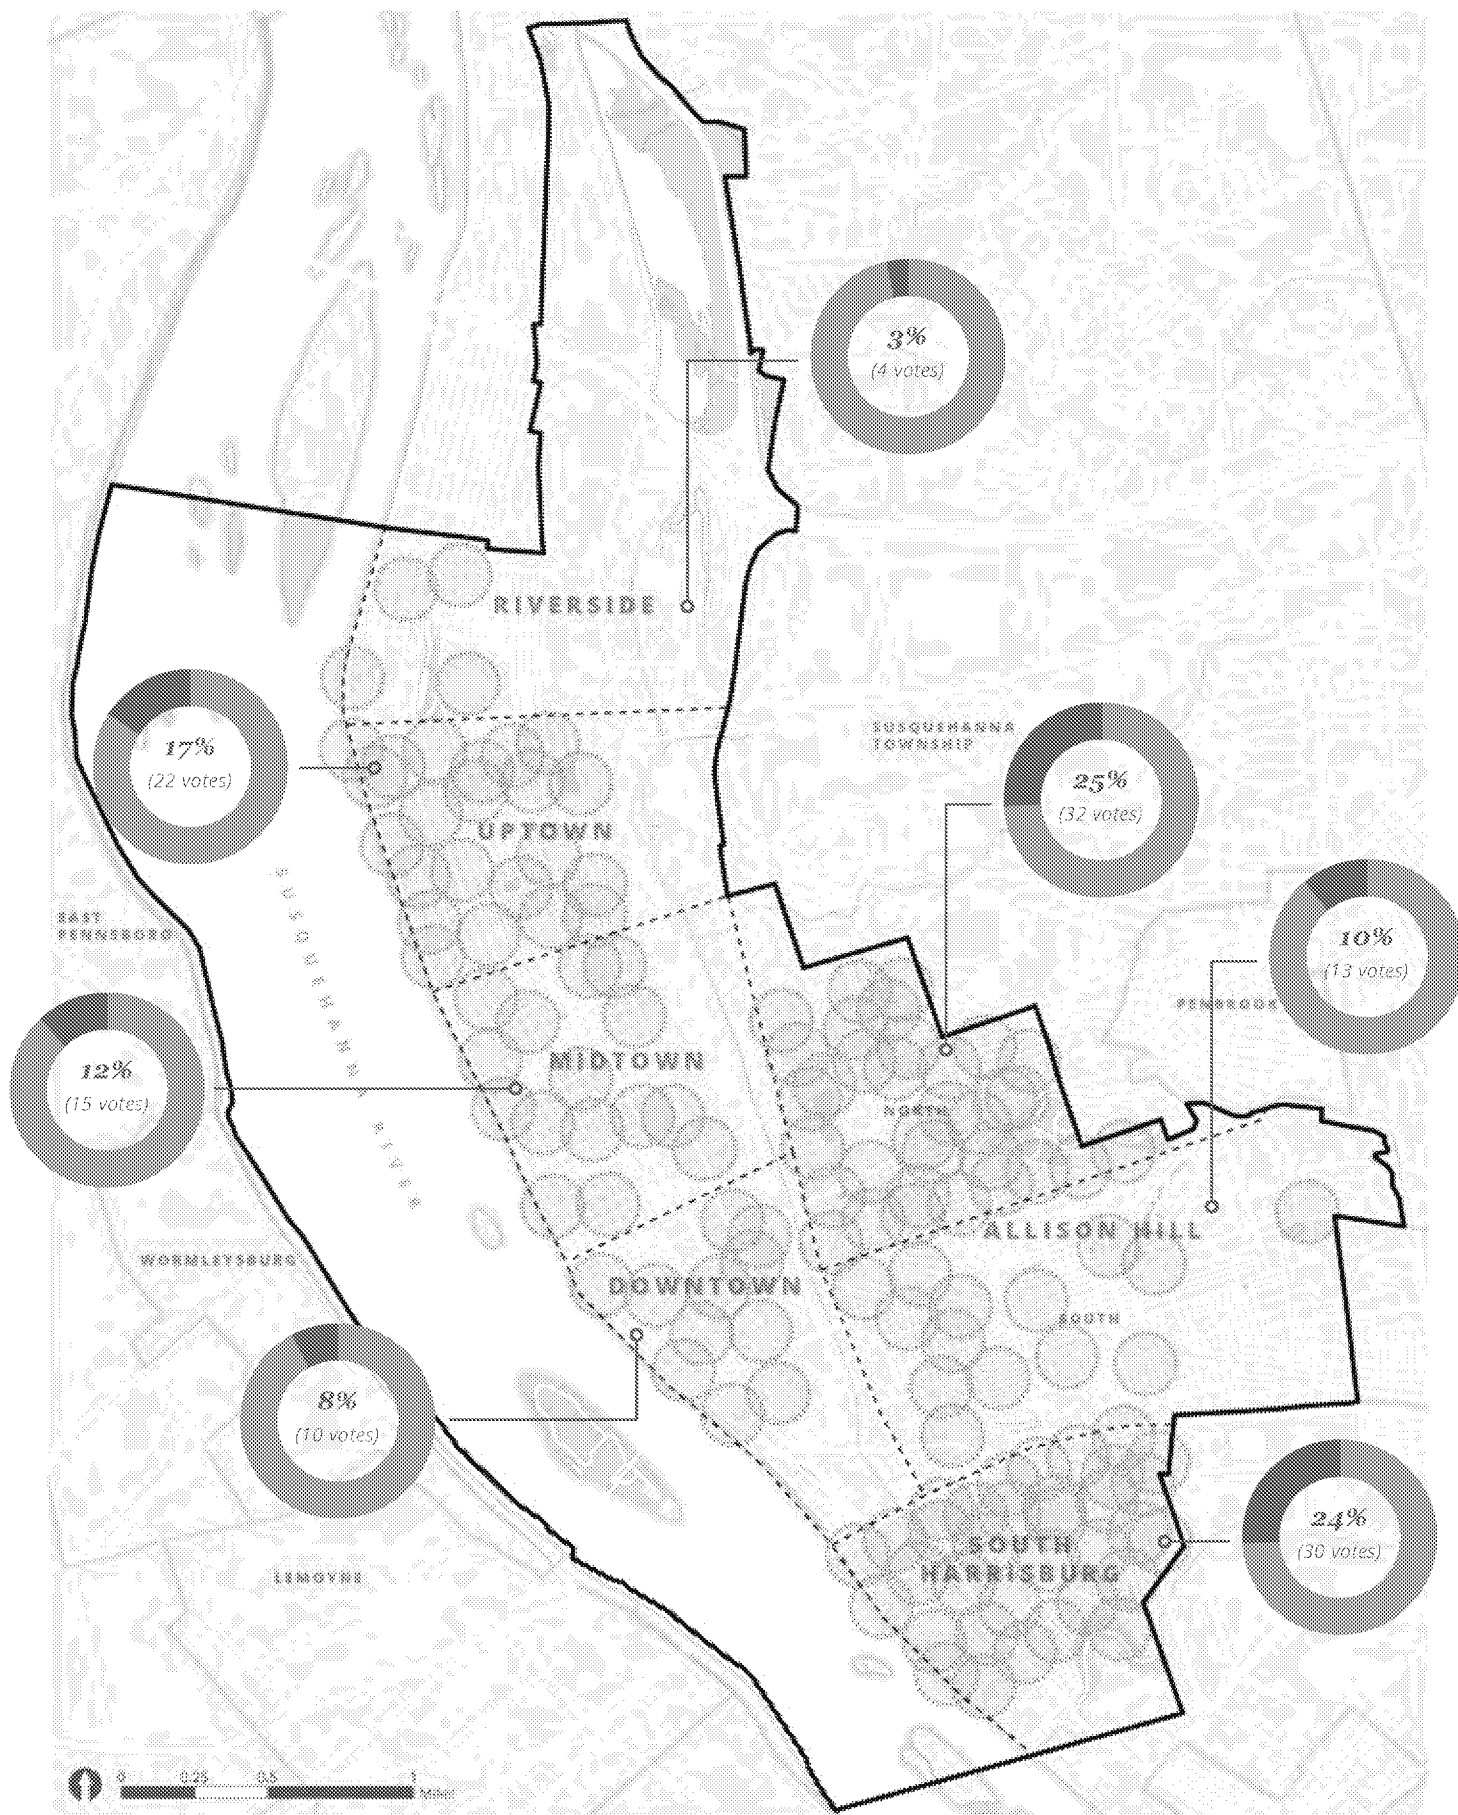 3%
(4 votes)
RIVERSIDE
17%
(22 votes)
SUSQUEHANNA
TOWNSHIP
25%
(32 votes)
UPTOWN
EAST
PENNSBORO
SUSQUEHANNA RIVER
10%
(13 votes)
PENBROOK
12%
(15 votes)
MIDTOWN
NORTH
ALLISON HILL
WORMLEYSBURG
DOWNTOWN
SOUTH
8%
(10 votes)
24%
(30 votes)
SOUTH
HARRISBURG
LEMOYNE
0 0.25 0.5 1
Miles